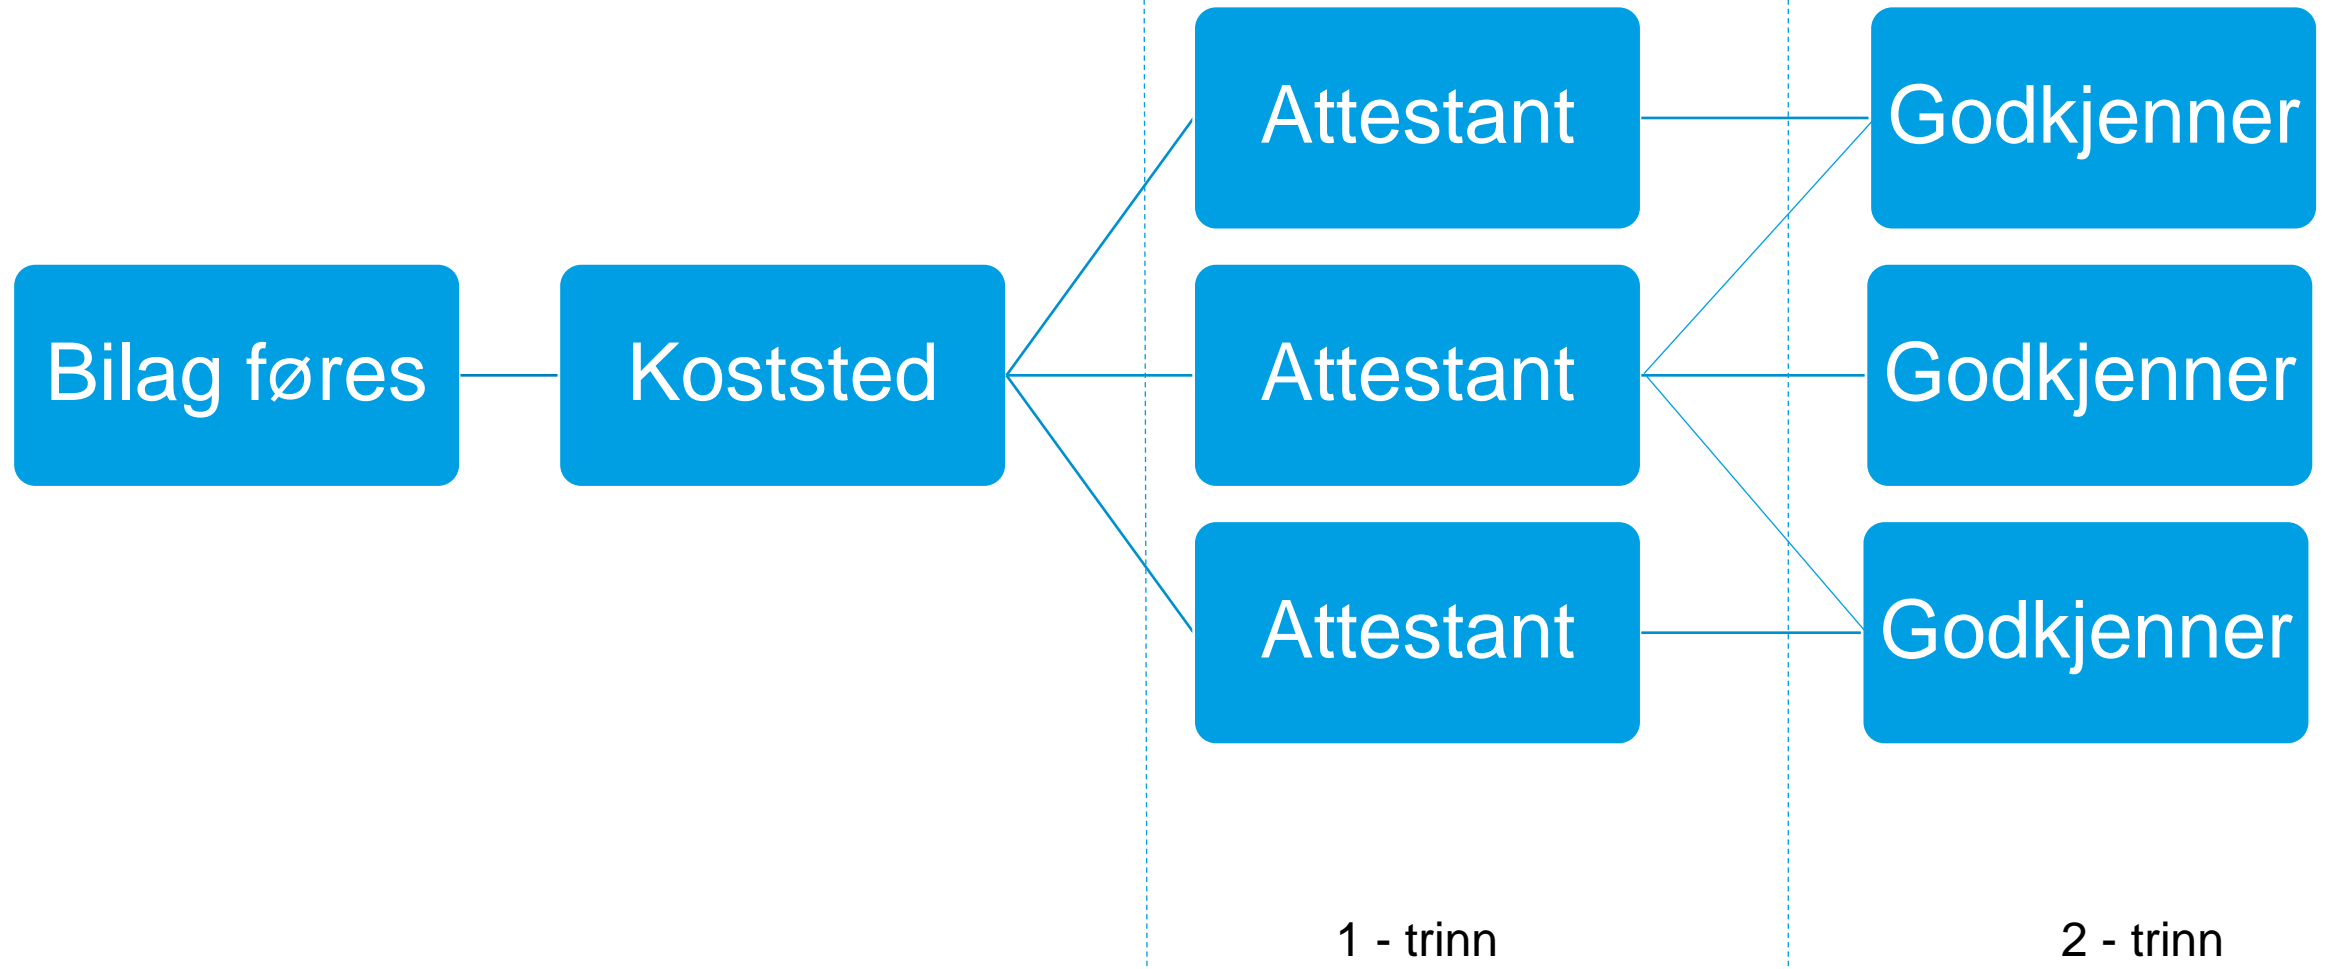 Bilag føres
Koststed
Attestant
Attestant
Attestant
Godkjenner
Godkjenner
Godkjenner
1 - trinn
2 - trinn